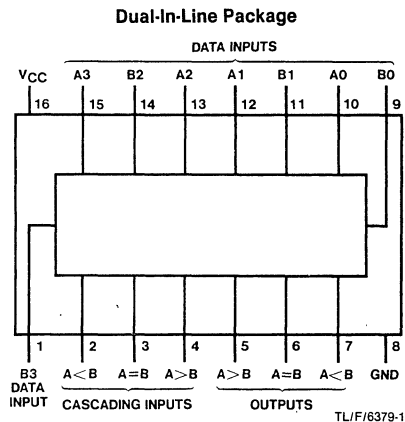 Dual-In-Line Package
DATA INPUTS
VCC A3 B2 A2 A1 B1 A0 B0
16 15 14 13 12 11 10 9
1 2 3 4 5 6 7 8
B3 A<B A=B A>B A>B A=B A<B GND
DATA
INPUT CASCADING INPUTS OUTPUTS
TL/F/6379-1